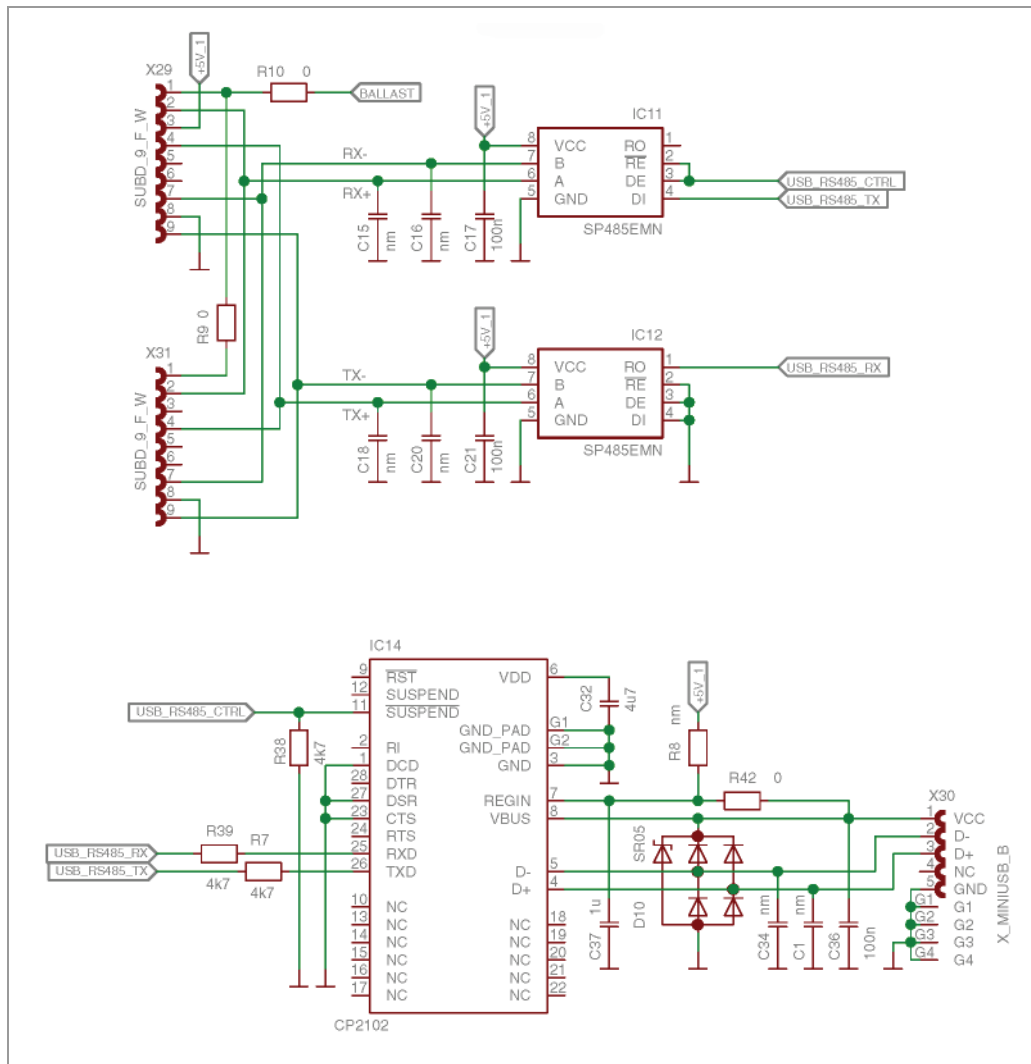 +5V_1
X29
SUBD_9_F_W
1
2
3
4
5
6
7
8
9
R10 0
BALLAST
RX-
RX+
C15 nm
C16 nm
C17 100n
+5V_1
IC11
8 VCC RO 1
7 B RE 2
6 A DE 3
5 GND DI 4
SP485EMN
USB_RS485_CTRL
USB_RS485_TX
R9 0
X31
SUBD_9_F_W
1
2
3
4
5
6
7
8
9
TX-
TX+
C18 nm
C20 nm
C21 100n
+5V_1
IC12
8 VCC RO 1
7 B RE 2
6 A DE 3
5 GND DI 4
SP485EMN
USB_RS485_RX
IC14
9 RST VDD 6
12 SUSPEND
11 SUSPEND
GND_PAD G1
2 RI GND_PAD G2
1 DCD GND 3
28 DTR
27 DSR REGIN 7
23 CTS VBUS 8
24 RTS
25 RXD
26 TXD D- 5
D+ 4
10 NC
13 NC NC 18
14 NC NC 19
15 NC NC 20
16 NC NC 21
17 NC NC 22
CP2102
USB_RS485_CTRL
R38 4k7
USB_RS485_RX
R39 4k7
USB_RS485_TX
R7 4k7
C32 4u7
+5V_1
R8 nm
R42 0
C37 1u
D10 SR05
C34 nm
C1 nm
C36 100n
X30
1 VCC
2 D-
3 D+
4 NC
5 GND
G1 G1
G2 G2
G3 G3
G4 G4
X_MINIUSB_B